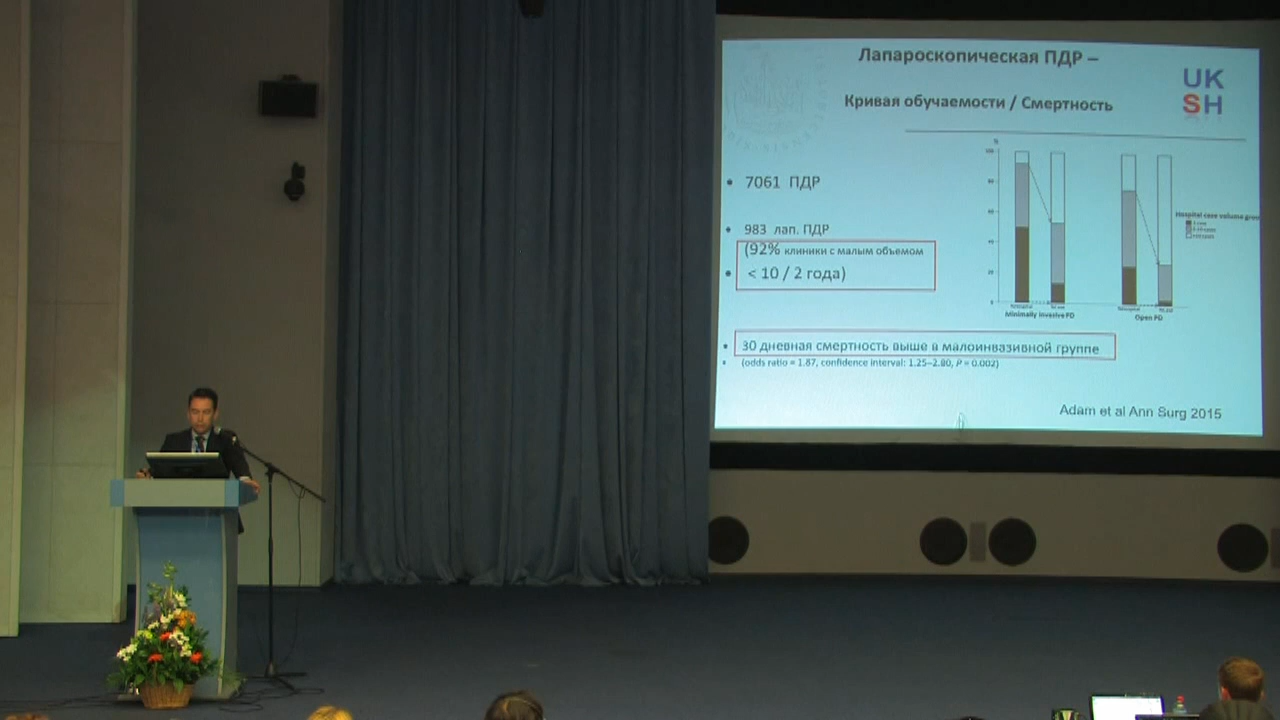 Лапароскопическая ПДР –
UK
SH
Кривая обучаемости / Смертность
• 7061 ПДР
• 983 лап. ПДР
(92% клиники с малым объемом
• < 10 / 2 года)
Hospital case volume
Minimally invasive PD
Open PD
• 30 дневная смертность выше в малоинвазивной группе
• (odds ratio = 1.87, confidence interval: 1.25–2.80, P = 0.002)
Adam et al Ann Surg 2015